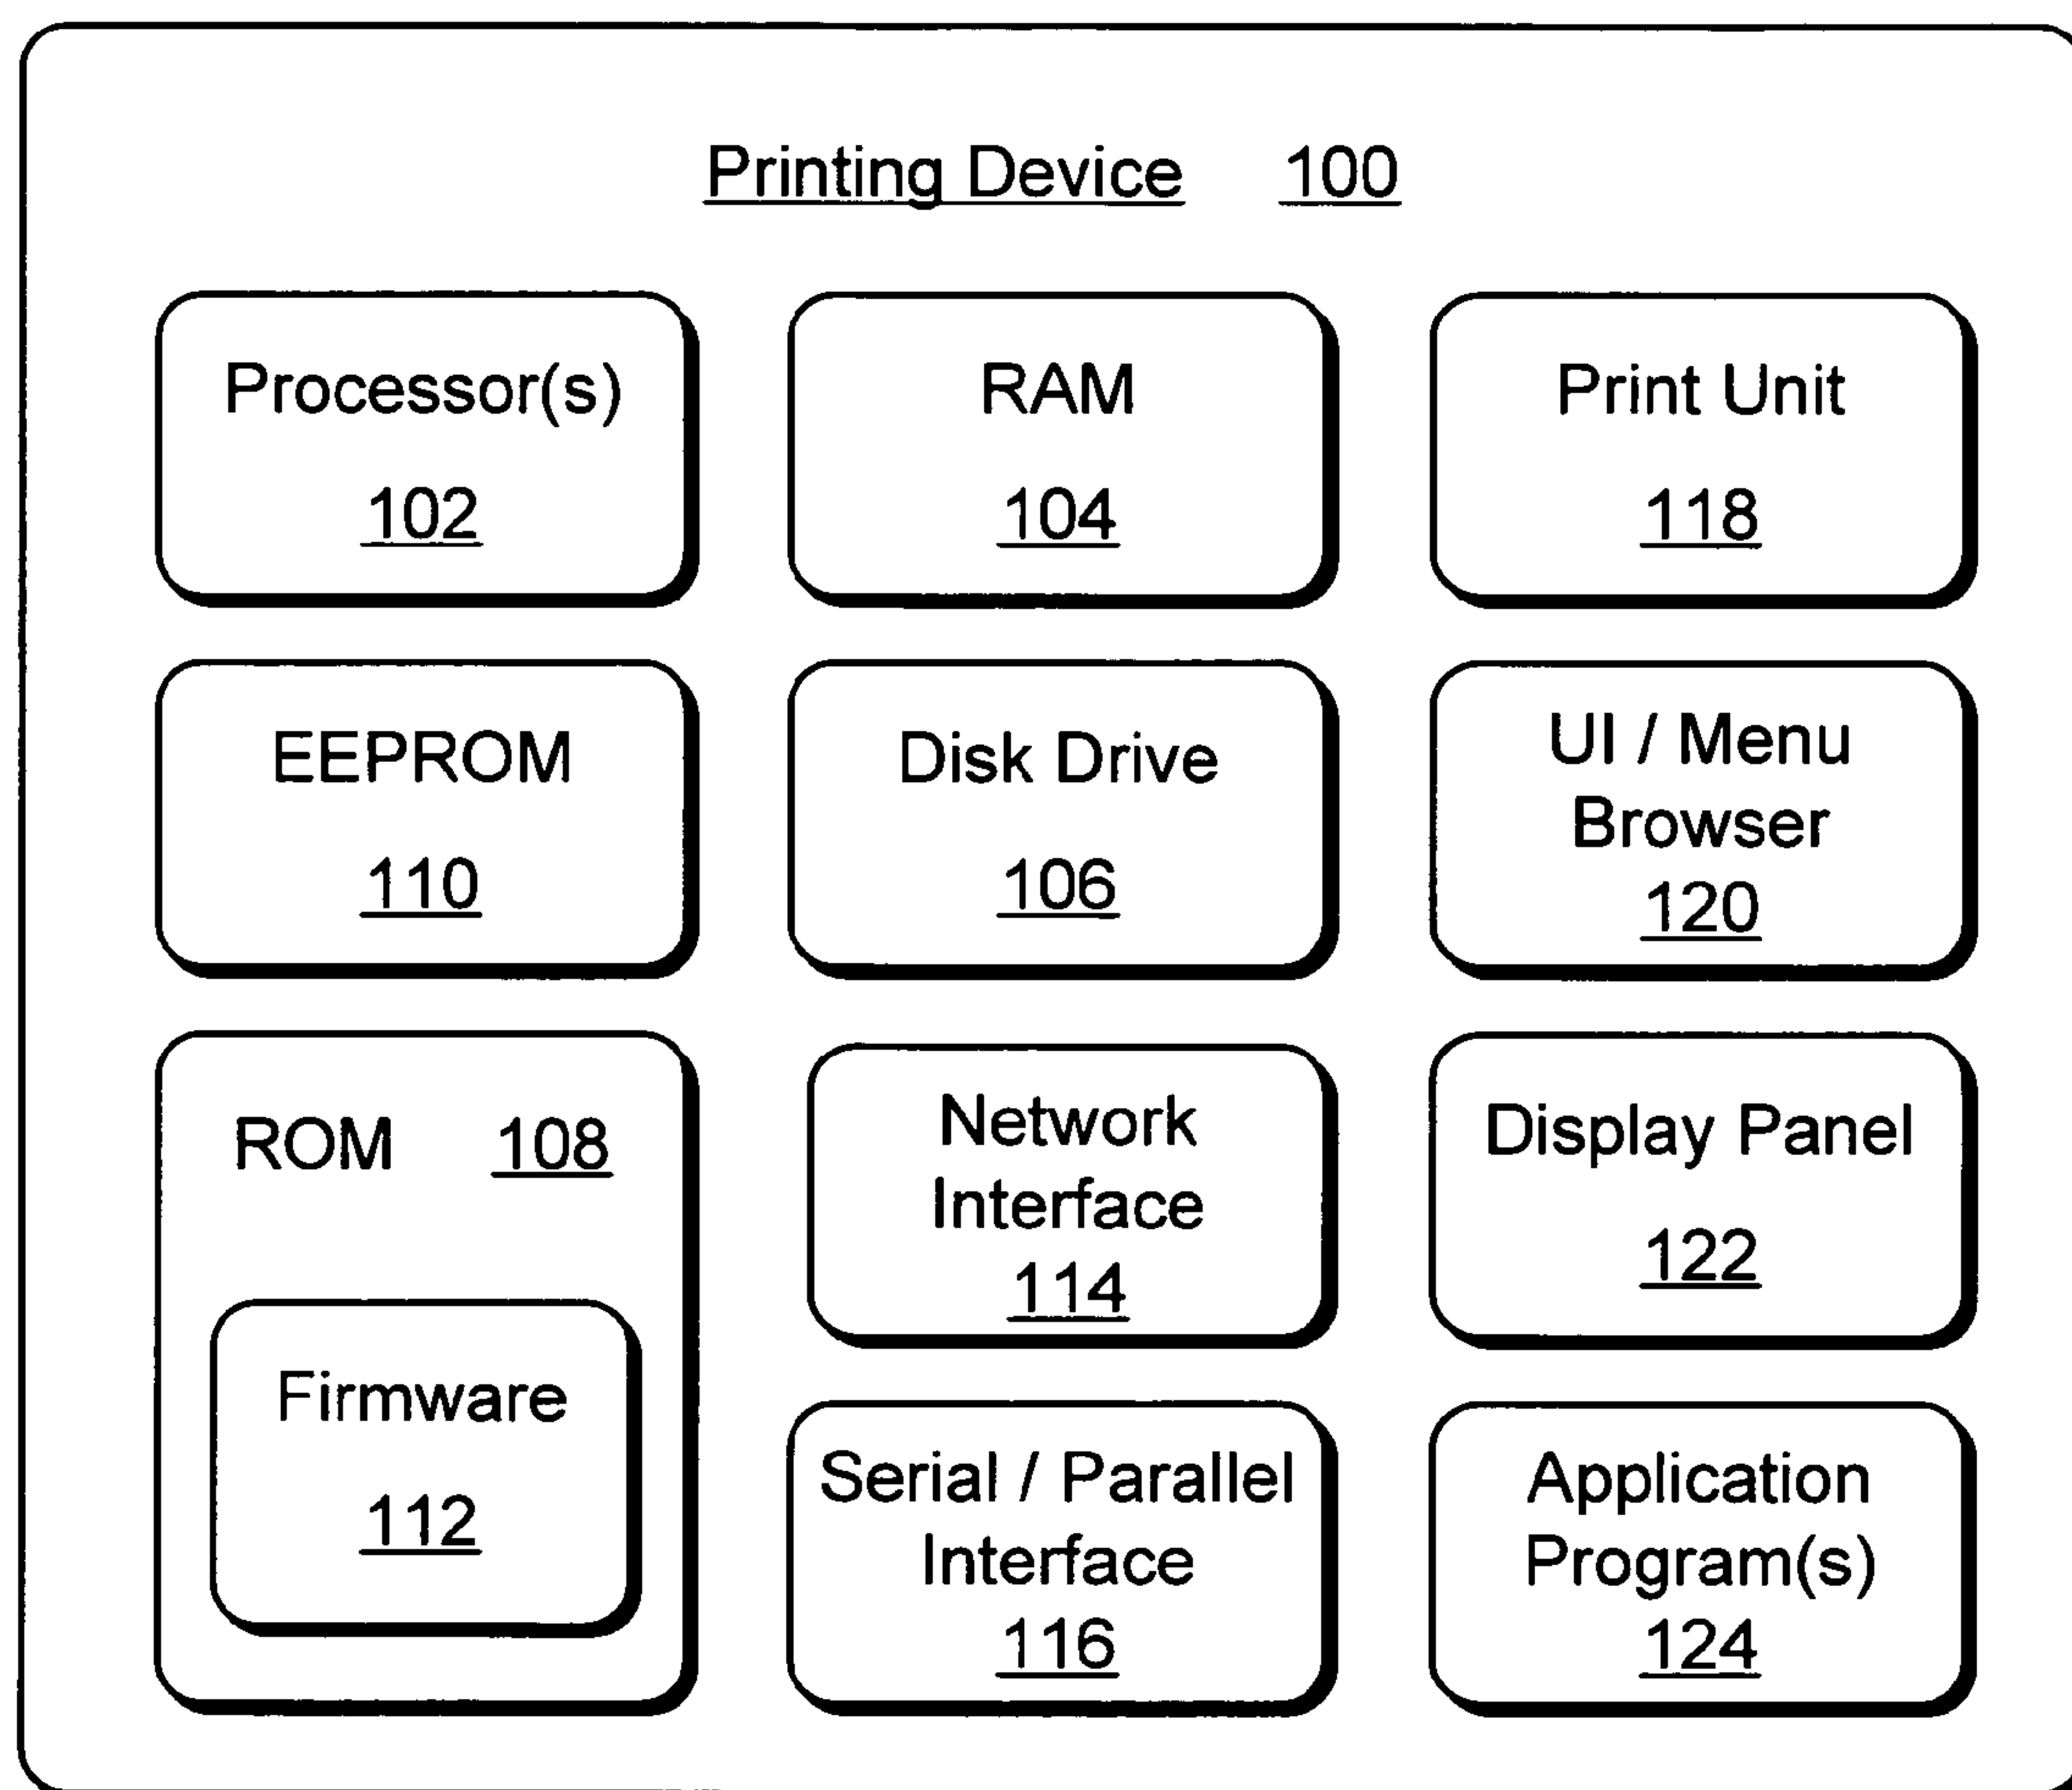 Printing Device 100
Processor(s)
102
RAM
104
Print Unit
118
EEPROM
110
Disk Drive
106
UI / Menu
Browser
120
ROM 108
Firmware
112
Network
Interface
114
Display Panel
122
Serial / Parallel
Interface
116
Application
Program(s)
124